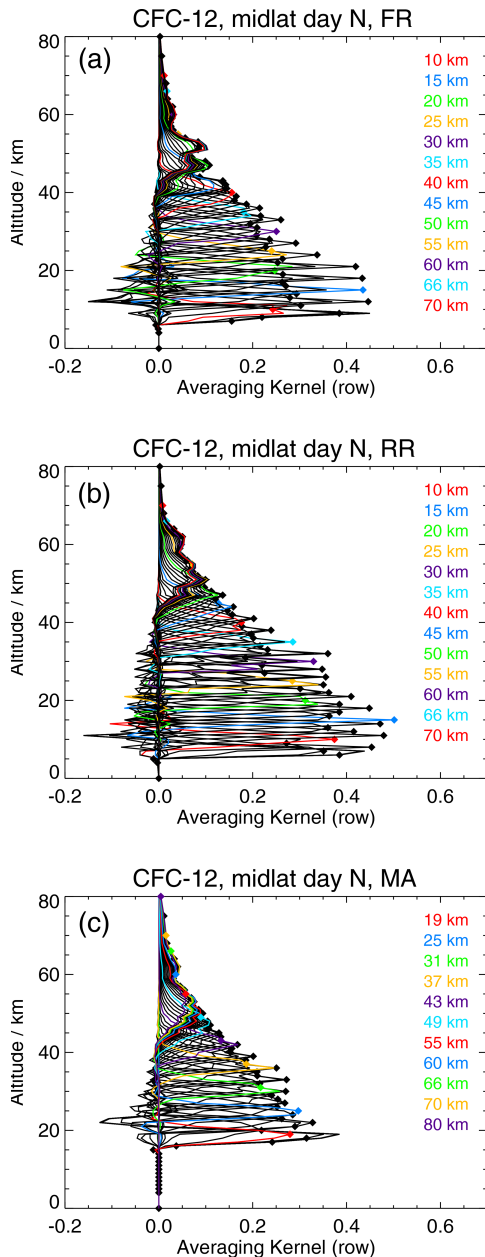 CFC-12, midlat day N, FR
(a)
80
60
40
20
0
Altitude / km
10 km
15 km
20 km
25 km
30 km
35 km
40 km
45 km
50 km
55 km
60 km
66 km
70 km
-0.2 0.0 0.2 0.4 0.6
Averaging Kernel (row)
CFC-12, midlat day N, RR
(b)
80
60
40
20
0
Altitude / km
10 km
15 km
20 km
25 km
30 km
35 km
40 km
45 km
50 km
55 km
60 km
66 km
70 km
-0.2 0.0 0.2 0.4 0.6
Averaging Kernel (row)
CFC-12, midlat day N, MA
(c)
80
60
40
20
0
Altitude / km
19 km
25 km
31 km
37 km
43 km
49 km
55 km
60 km
66 km
70 km
80 km
-0.2 0.0 0.2 0.4 0.6
Averaging Kernel (row)